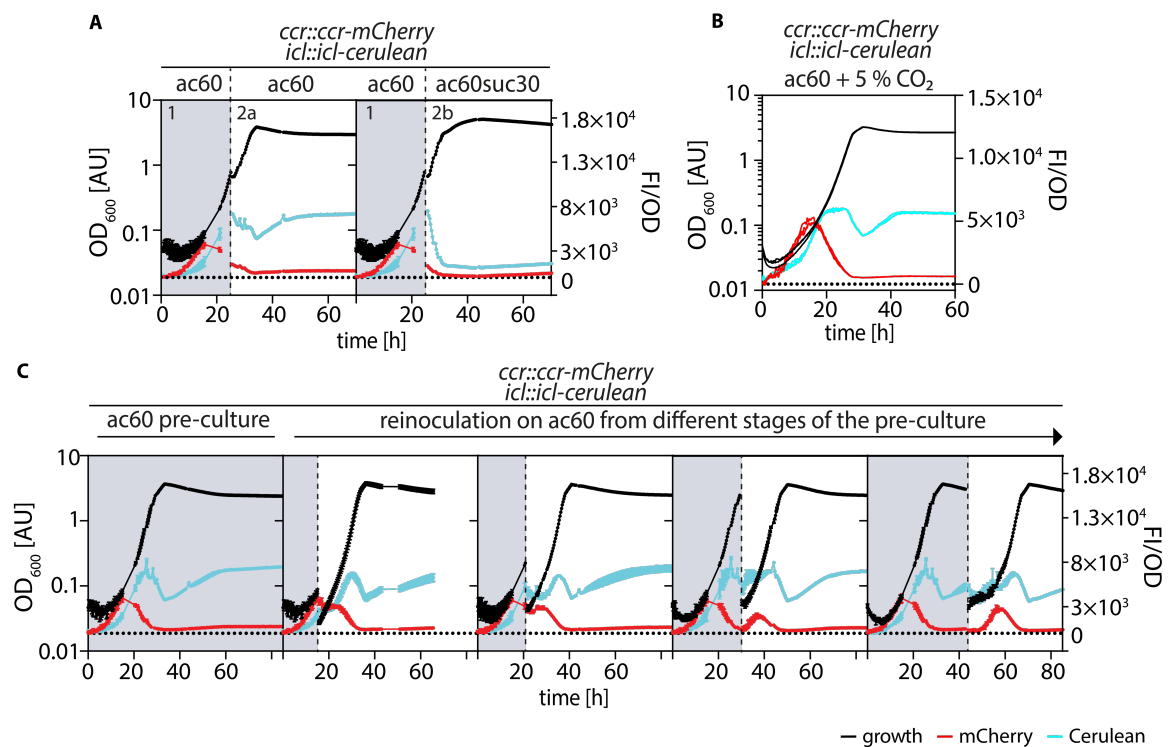 A
ccr::ccr-mCherry
icl::icl-cerulean
ac60 ac60 ac60 ac60suc30
1 2a 1 2b
10
1
0.1
0.01
OD600 [AU]
1.8×10⁴
1.3×10⁴
8×10³
3×10³
0
FI/OD
0 20 40 60 0 20 40 60
time [h]
B
ccr::ccr-mCherry
icl::icl-cerulean
ac60 + 5 % CO₂
10
1
0.1
0.01
OD600 [AU]
1.5×10⁴
1.0×10⁴
5×10³
0
FI/OD
0 20 40 60
time [h]
C
ccr::ccr-mCherry
icl::icl-cerulean
ac60 pre-culture reinoculation on ac60 from different stages of the pre-culture
10
1
0.1
0.01
OD600 [AU]
1.8×10⁴
1.3×10⁴
8×10³
3×10³
0
FI/OD
0 20 40 60 20 40 60 20 40 60 20 40 60 20 40 60 80
time [h]
growth mCherry Cerulean